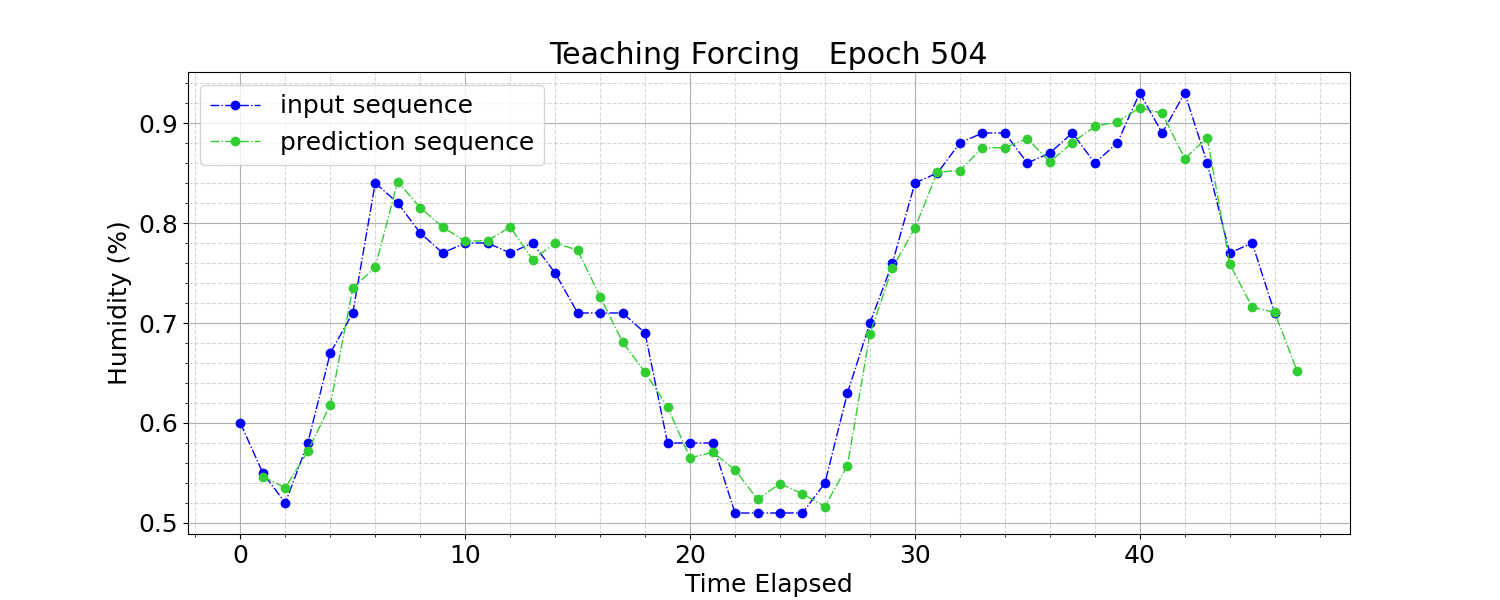 Teaching Forcing   Epoch 504
input sequence
prediction sequence
Humidity (%)
0.9
0.8
0.7
0.6
0.5
0 10 20 30 40
Time Elapsed